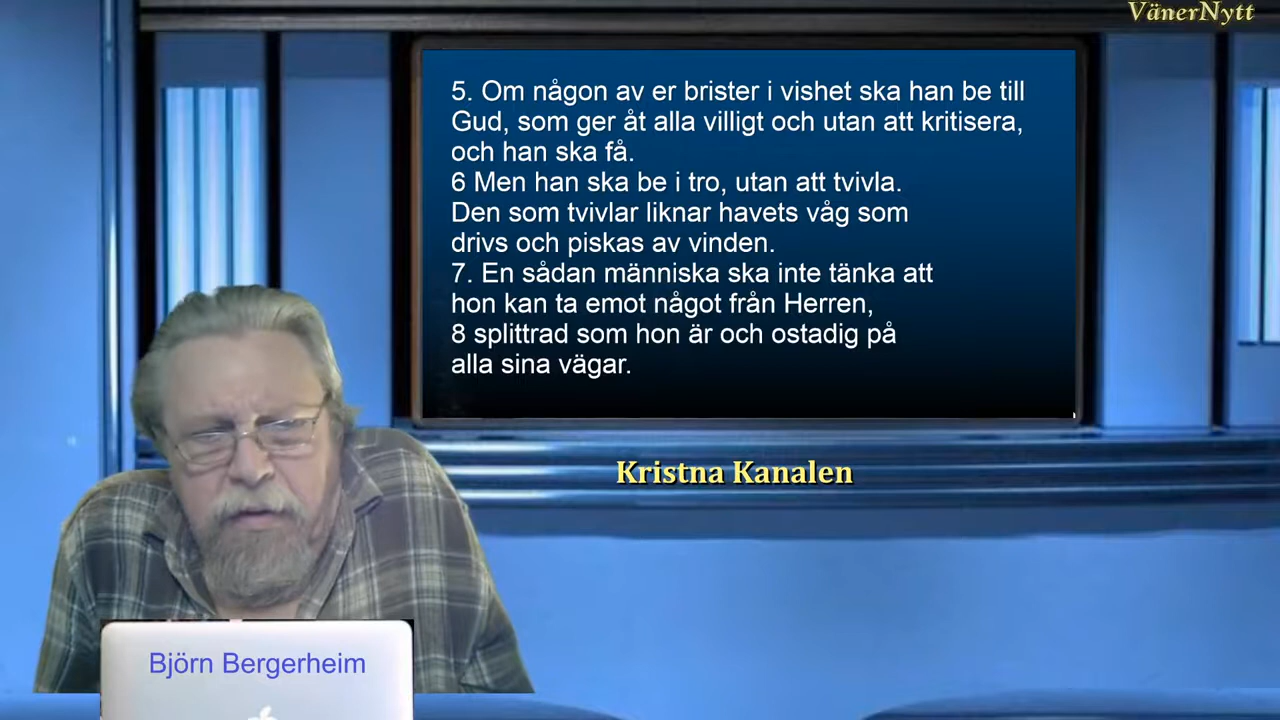 VänerNytt
5. Om någon av er brister i vishet ska han be till
Gud, som ger åt alla villigt och utan att kritisera,
och han ska få.
6 Men han ska be i tro, utan att tvivla.
Den som tvivlar liknar havets våg som
drivs och piskas av vinden.
7. En sådan människa ska inte tänka att
hon kan ta emot något från Herren,
8 splittrad som hon är och ostadig på
alla sina vägar.
Kristna Kanalen
Björn Bergerheim